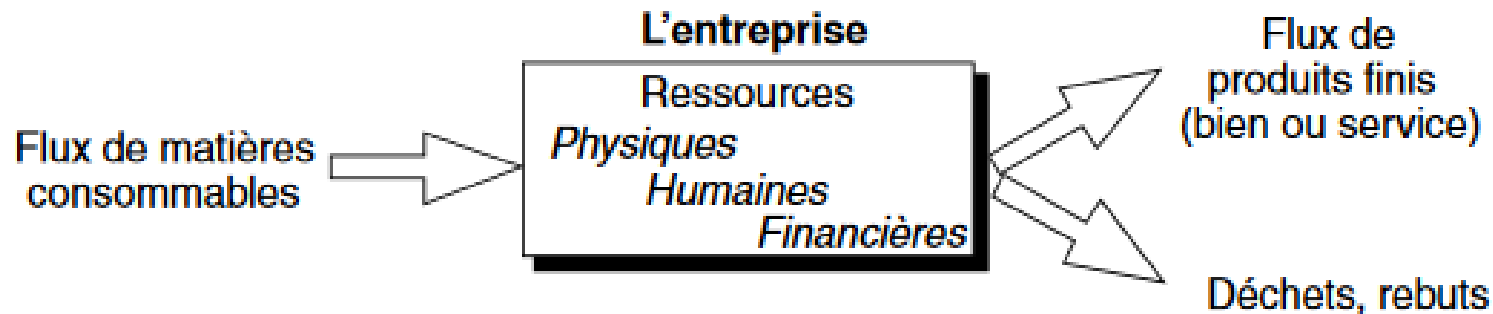 L'entreprise
Flux de matières
consommables
Ressources
Physiques
Humaines
Financières
Flux de
produits finis
(bien ou service)
Déchets, rebuts